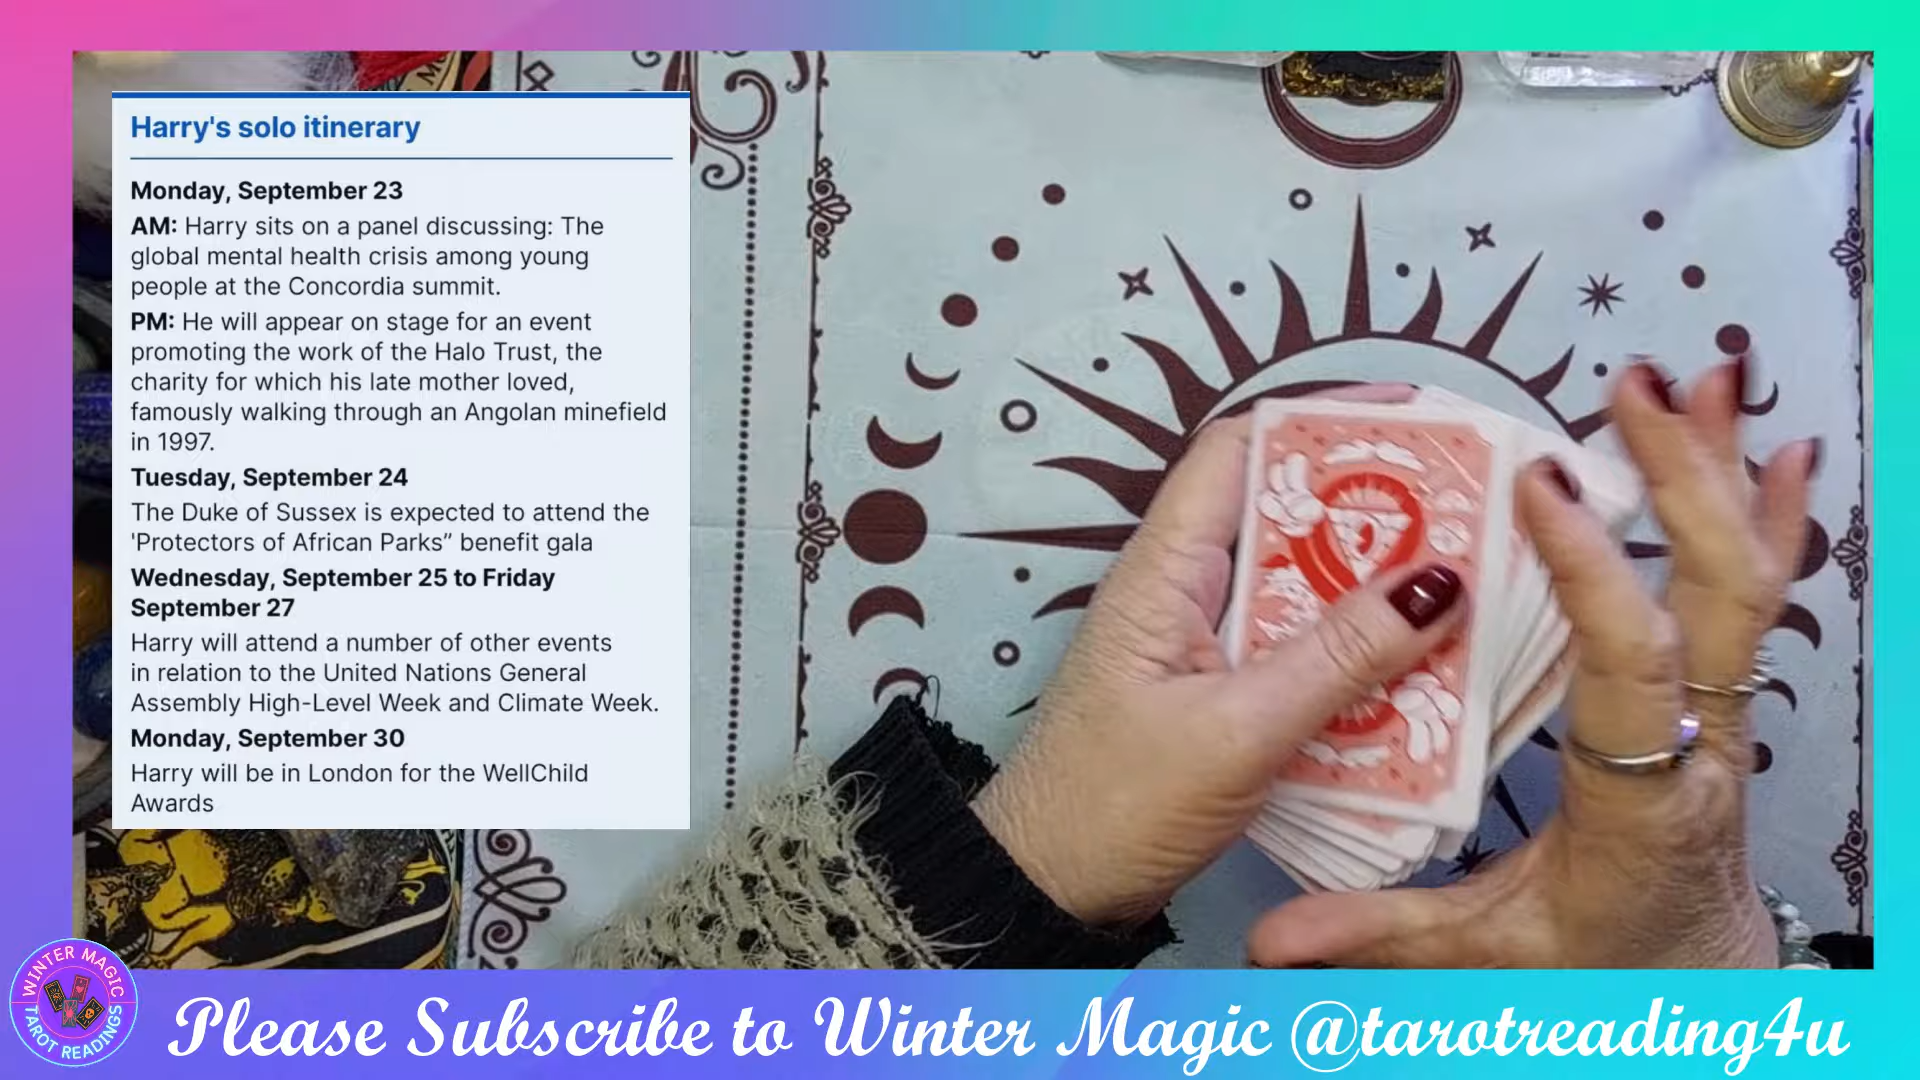 Harry's solo itinerary
Monday, September 23
AM: Harry sits on a panel discussing: The
global mental health crisis among young
people at the Concordia summit.
PM: He will appear on stage for an event
promoting the work of the Halo Trust, the
charity for which his late mother loved,
famously walking through an Angolan minefield
in 1997.
Tuesday, September 24
The Duke of Sussex is expected to attend the
'Protectors of African Parks” benefit gala
Wednesday, September 25 to Friday
September 27
Harry will attend a number of other events
in relation to the United Nations General
Assembly High-Level Week and Climate Week.
Monday, September 30
Harry will be in London for the WellChild
Awards
WINTER MAGIC
TAROT READINGS
Please Subscribe to Winter Magic @tarotreading4u